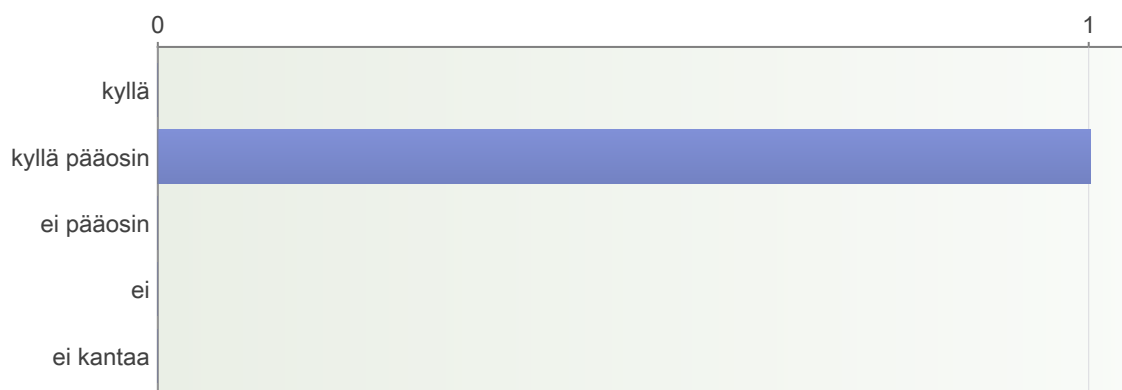 0 1
kyllä
kyllä pääosin
ei pääosin
ei
ei kantaa